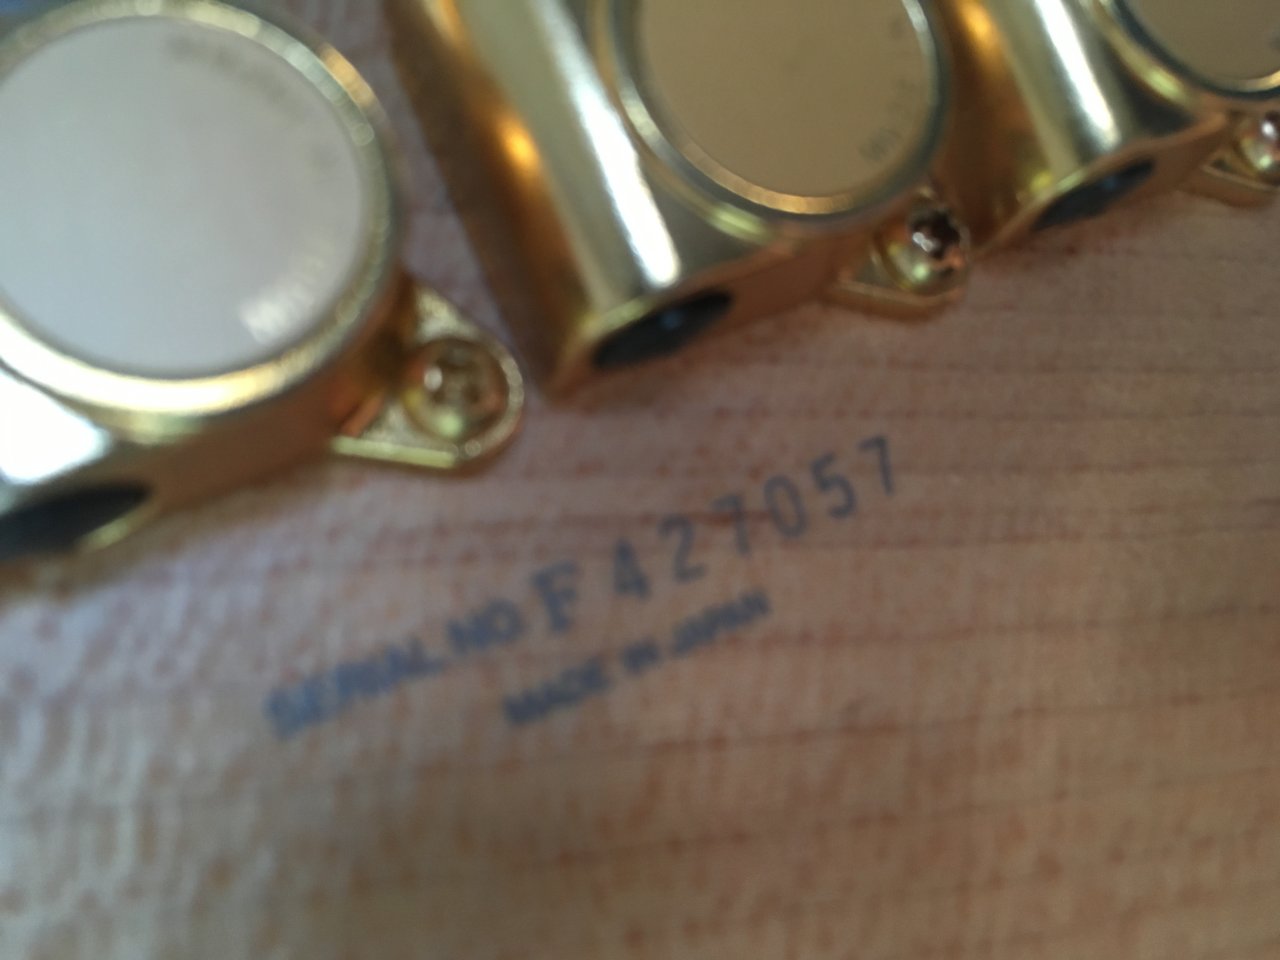 SERIAL NO F 427057
MADE IN JAPAN